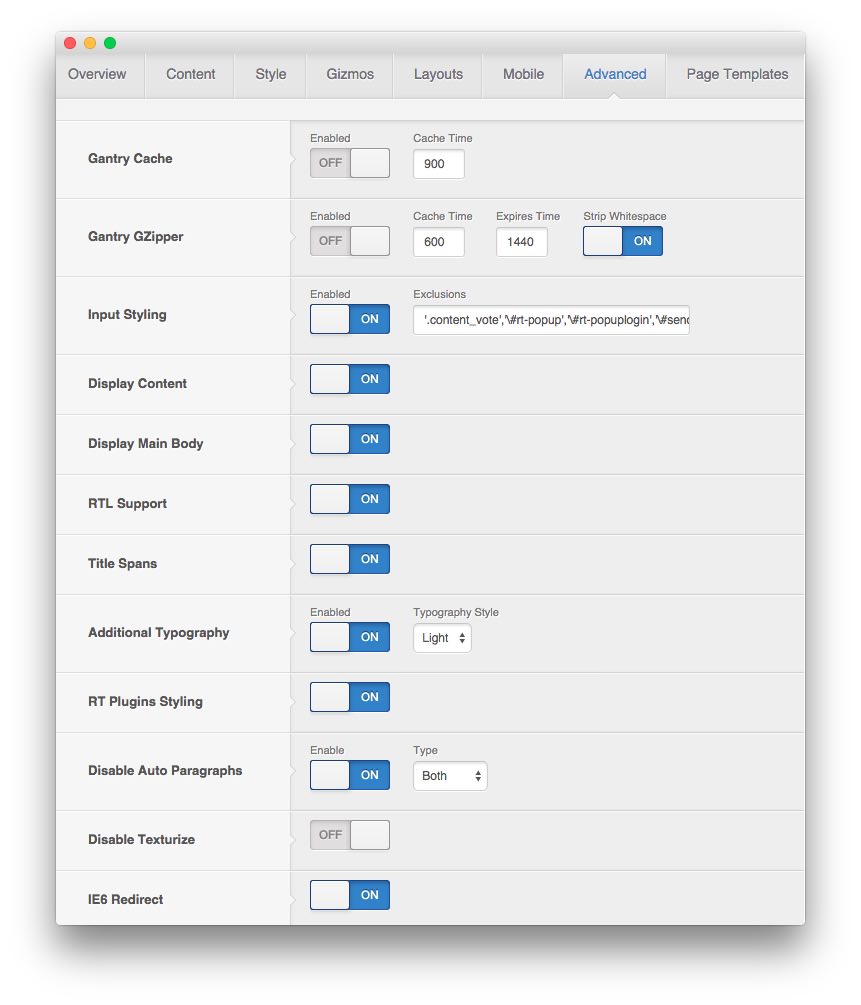 Overview Content Style Gizmos Layouts Mobile Advanced Page Templates
Enabled Cache Time
Gantry Cache OFF 900
Enabled Cache Time Expires Time Strip Whitespace
Gantry GZipper OFF 600 1440 ON
Enabled Exclusions
Input Styling ON '.content_vote','\#rt-popup','\#rt-popuplogin','\#send
Display Content ON
Display Main Body ON
RTL Support ON
Title Spans ON
Enabled Typography Style
Additional Typography ON Light
RT Plugins Styling ON
Enable Type
Disable Auto Paragraphs ON Both
Disable Texturize OFF
IE6 Redirect ON